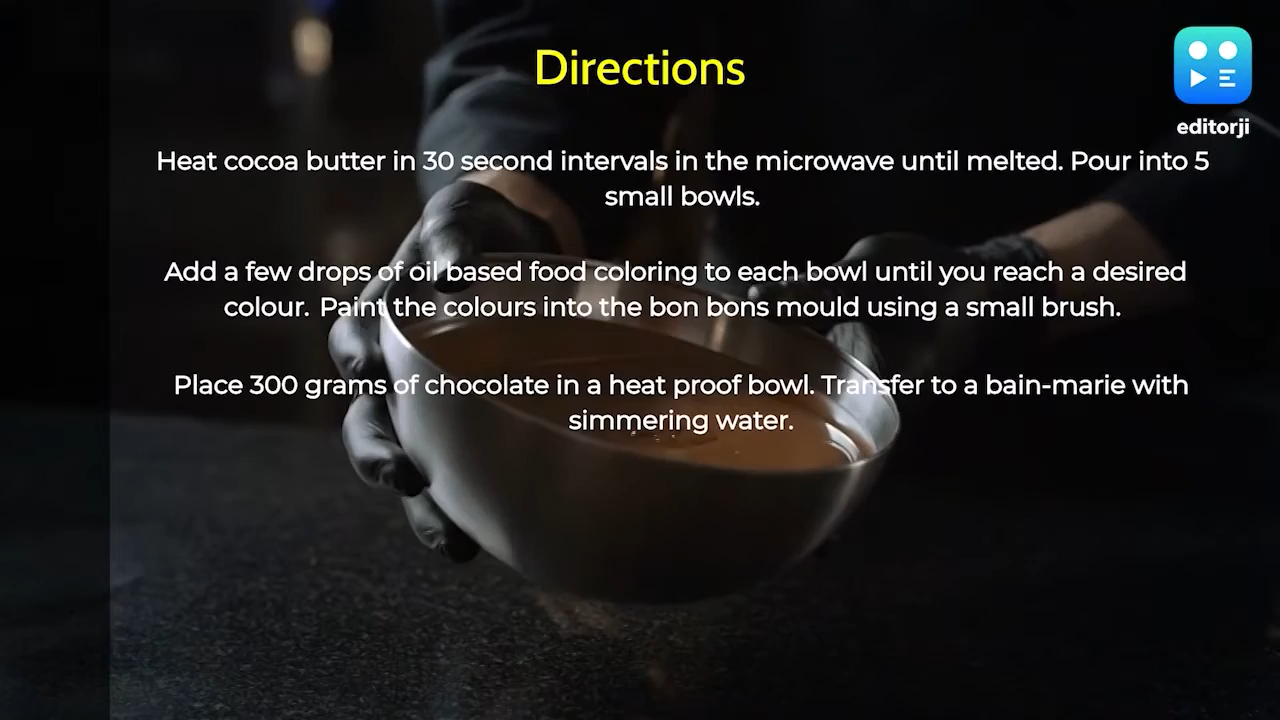 Directions
editorji
Heat cocoa butter in 30 second intervals in the microwave until melted. Pour into 5
small bowls.
Add a few drops of oil based food coloring to each bowl until you reach a desired
colour. Paint the colours into the bon bons mould using a small brush.
Place 300 grams of chocolate in a heat proof bowl. Transfer to a bain-marie with
simmering water.